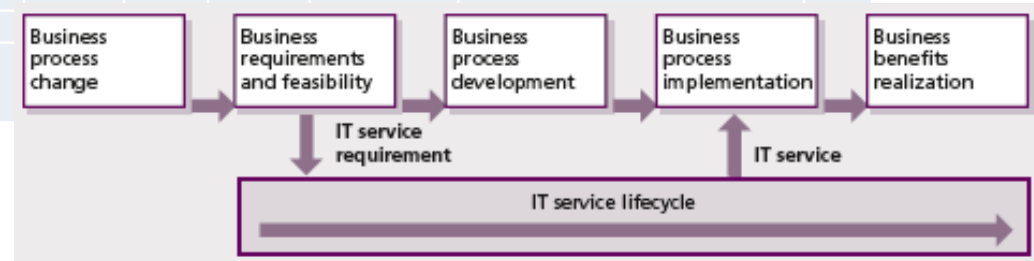 Business
process
change
Business
requirements
and feasibility
Business
process
development
Business
process
implementation
Business
benefits
realization
IT service
requirement
IT service
IT service lifecycle